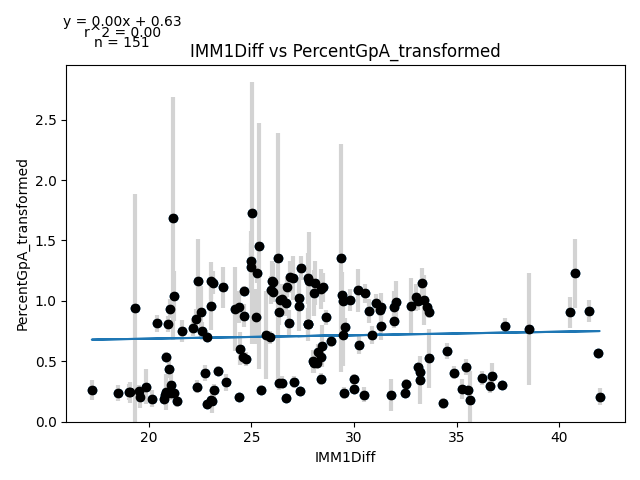 y = 0.00x + 0.63
r^2 = 0.00
n = 151
IMM1Diff vs PercentGpA_transformed
PercentGpA_transformed
2.5
2.0
1.5
1.0
0.5
0.0
20 25 30 35 40
IMM1Diff